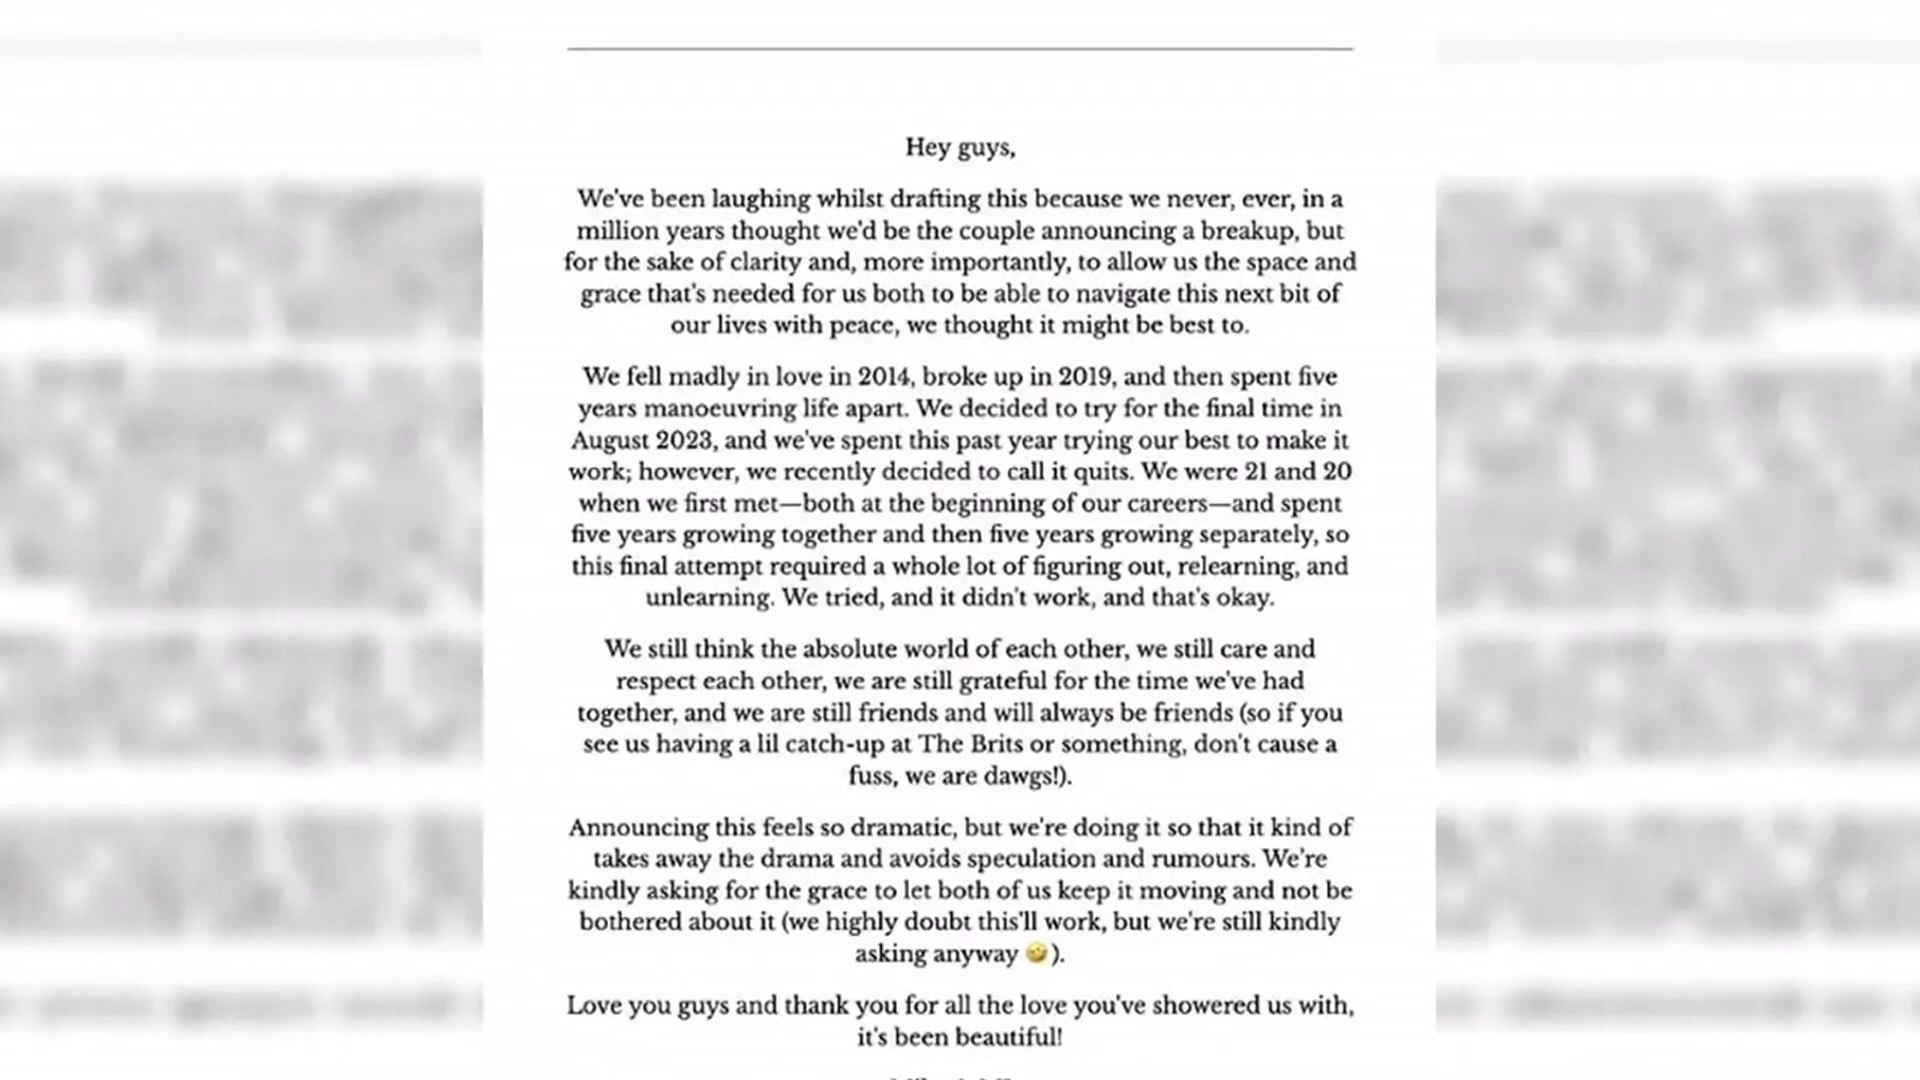 Hey guys,
We've been laughing whilst drafting this because we never, ever, in a
million years thought we'd be the couple announcing a breakup, but
for the sake of clarity and, more importantly, to allow us the space and
grace that's needed for us both to be able to navigate this next bit of
our lives with peace, we thought it might be best to.
We fell madly in love in 2014, broke up in 2019, and then spent five
years manoeuvring life apart. We decided to try for the final time in
August 2023, and we've spent this past year trying our best to make it
work; however, we recently decided to call it quits. We were 21 and 20
when we first met—both at the beginning of our careers—and spent
five years growing together and then five years growing separately, so
this final attempt required a whole lot of figuring out, relearning, and
unlearning. We tried, and it didn't work, and that's okay.
We still think the absolute world of each other, we still care and
respect each other, we are still grateful for the time we've had
together, and we are still friends and will always be friends (so if you
see us having a lil catch-up at The Brits or something, don't cause a
fuss, we are dawgs!).
Announcing this feels so dramatic, but we're doing it so that it kind of
takes away the drama and avoids speculation and rumours. We're
kindly asking for the grace to let both of us keep it moving and not be
bothered about it (we highly doubt this'll work, but we're still kindly
asking anyway 🤣).
Love you guys and thank you for all the love you've showered us with,
it's been beautiful!